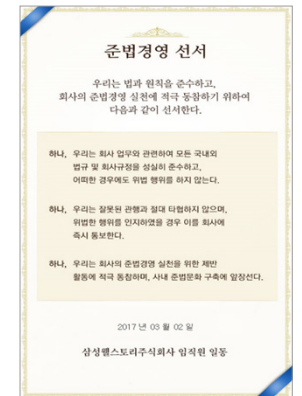 준법경영 선서
우리는 법과 원칙을 준수하고,
회사의 준법경영 실천에 적극 동참하기 위하여
다음과 같이 선서한다.
하나, 우리는 회사 업무와 관련하여 모든 국내외
법규 및 회사규정을 성실히 준수하고,
어떠한 경우에도 위법 행위를 하지 않는다.
하나, 우리는 잘못된 관행과 절대 타협하지 않으며,
위법한 행위를 인지하였을 경우 이를 회사에
즉시 통보한다.
하나, 우리는 회사의 준법경영 실천을 위한 제반
활동에 적극 동참하며, 사내 준법문화 구축에 앞장선다.
2017 년 03 월 02 일
삼성웰스토리주식회사 임직원 일동